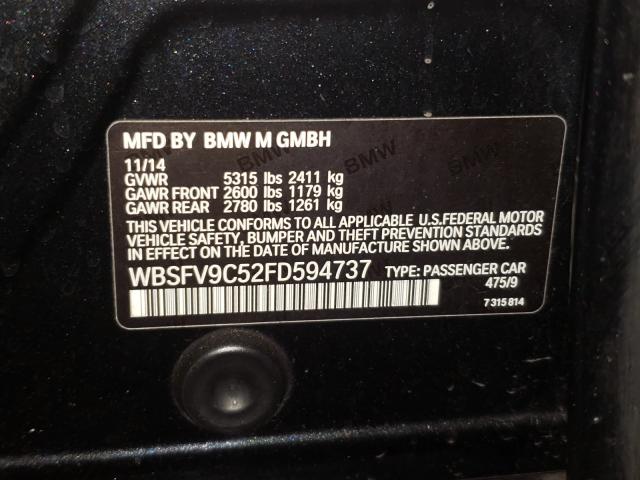 MFD BY BMW M GMBH
11/14
GVWR 5315 lbs 2411 kg
GAWR FRONT 2600 lbs 1179 kg
GAWR REAR 2780 lbs 1261 kg
THIS VEHICLE CONFORMS TO ALL APPLICABLE U.S.FEDERAL MOTOR
VEHICLE SAFETY, BUMPER AND THEFT PREVENTION STANDARDS
IN EFFECT ON THE DATE OF MANUFACTURE SHOWN ABOVE.
WBSFV9C52FD594737 TYPE: PASSENGER CAR
475/9
7 315 814